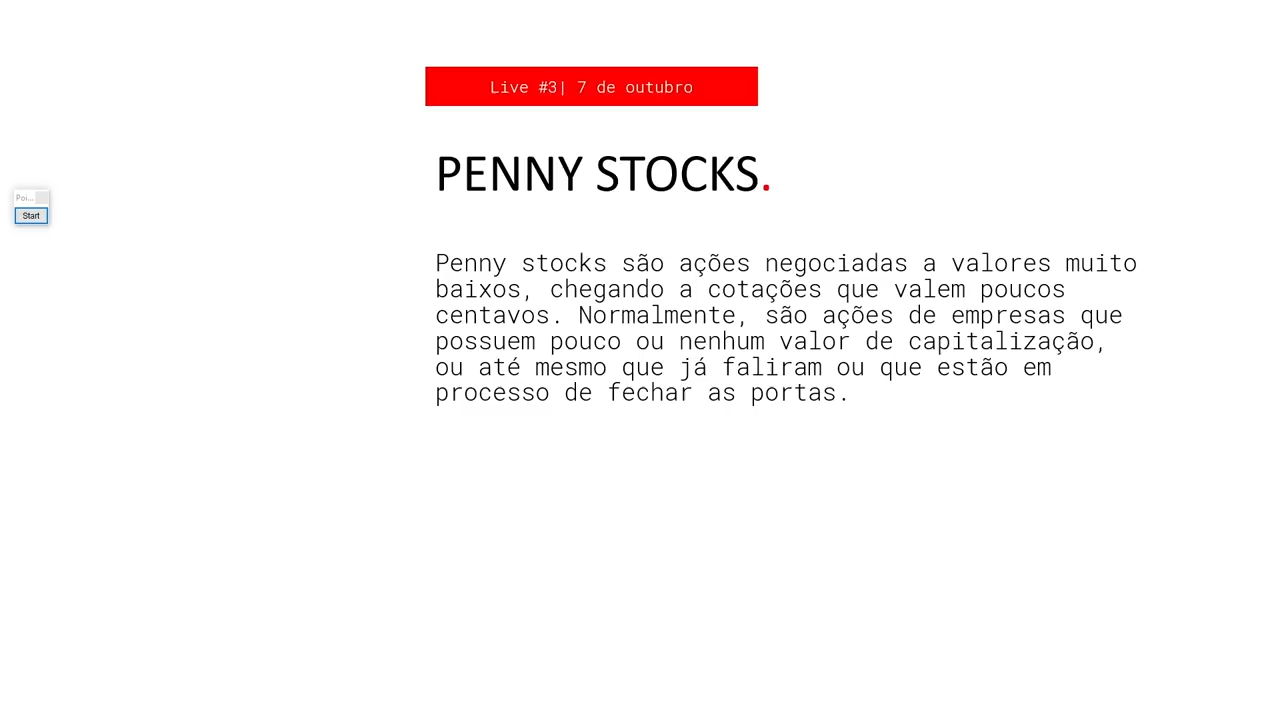 Live #3| 7 de outubro
PENNY STOCKS.
Poi...
Start
Penny stocks são ações negociadas a valores muito
baixos, chegando a cotações que valem poucos
centavos. Normalmente, são ações de empresas que
possuem pouco ou nenhum valor de capitalização,
ou até mesmo que já faliram ou que estão em
processo de fechar as portas.